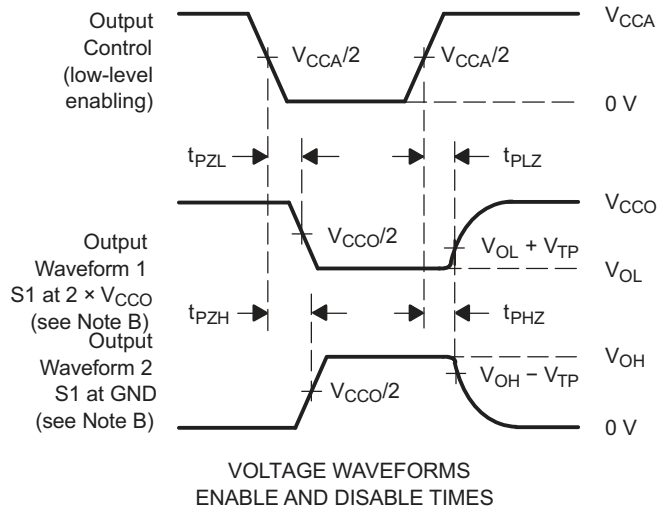 Output
Control
(low-level
enabling)
V_CCA/2
V_CCA/2
V_CCA
0 V
t_PZL
t_PLZ
Output
Waveform 1
S1 at 2 × V_CCO
(see Note B)
V_CCO/2
V_CCO
V_OL + V_TP
V_OL
t_PZH
t_PHZ
Output
Waveform 2
S1 at GND
(see Note B)
V_CCO/2
V_OH
V_OH − V_TP
0 V
VOLTAGE WAVEFORMS
ENABLE AND DISABLE TIMES